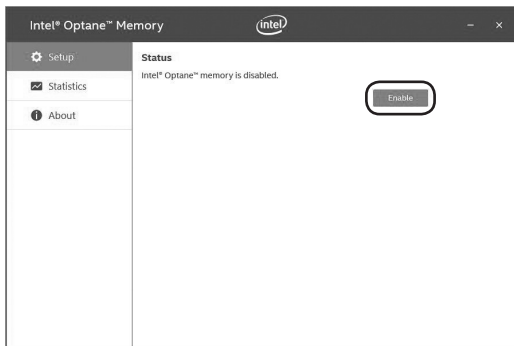 Intel® Optane™ Memory
intel
Setup
Statistics
About
Status
Intel® Optane™ memory is disabled.
Enable